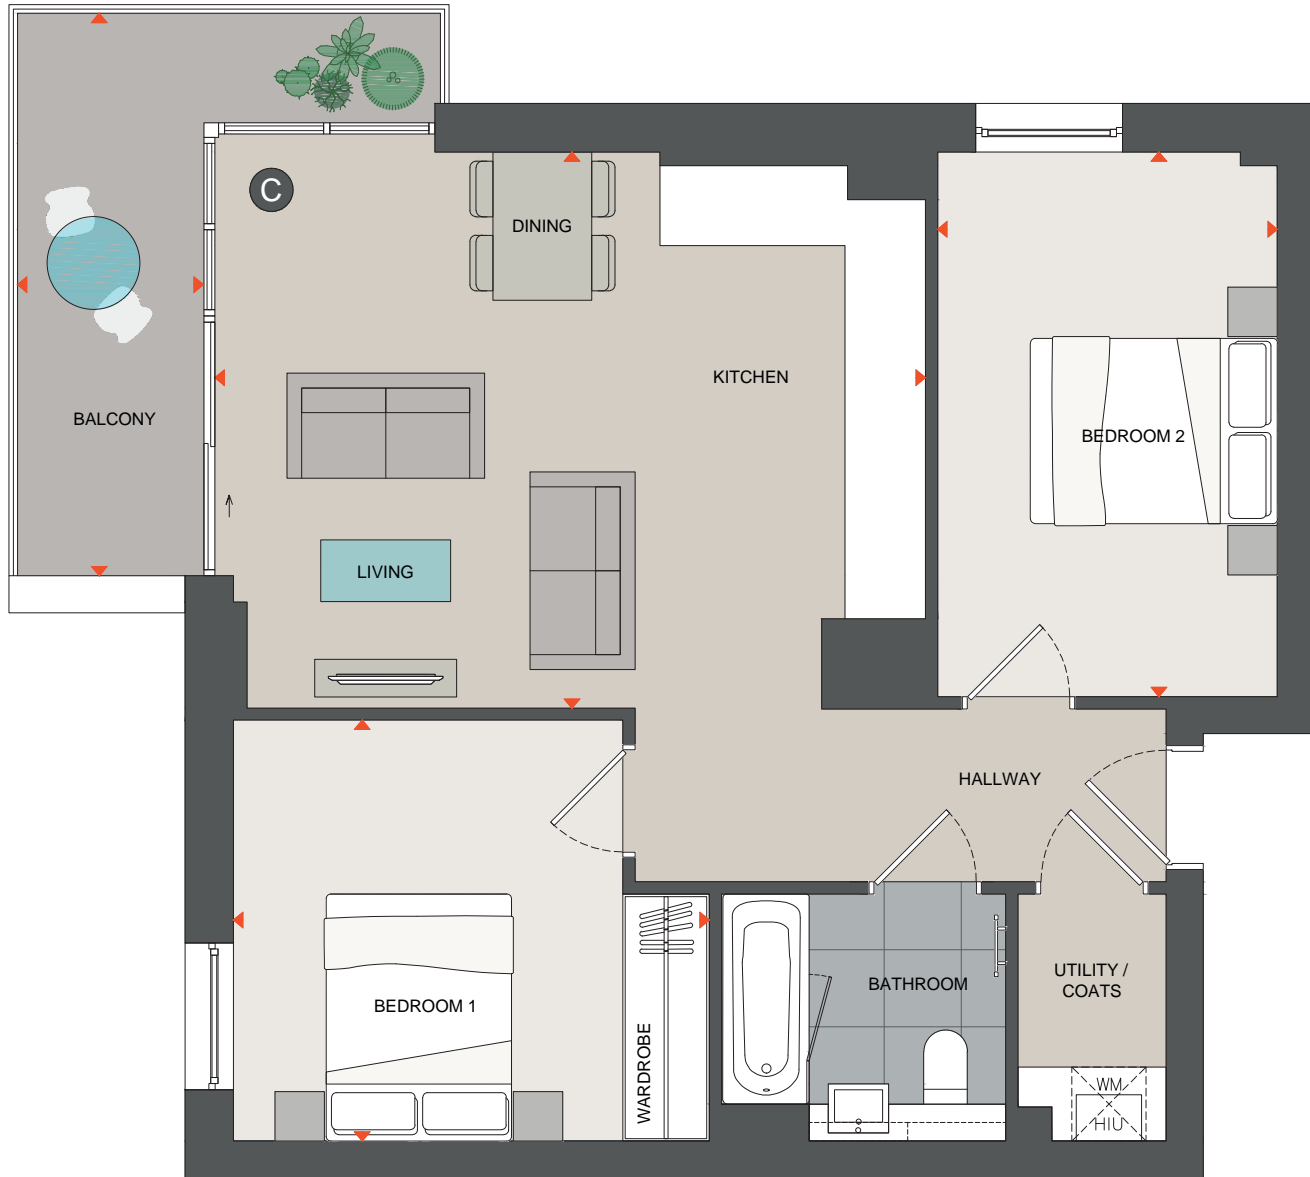 C
DINING
KITCHEN
BALCONY
BEDROOM 2
LIVING
HALLWAY
BEDROOM 1
WARDROBE
BATHROOM
UTILITY /
COATS
WM
HIU